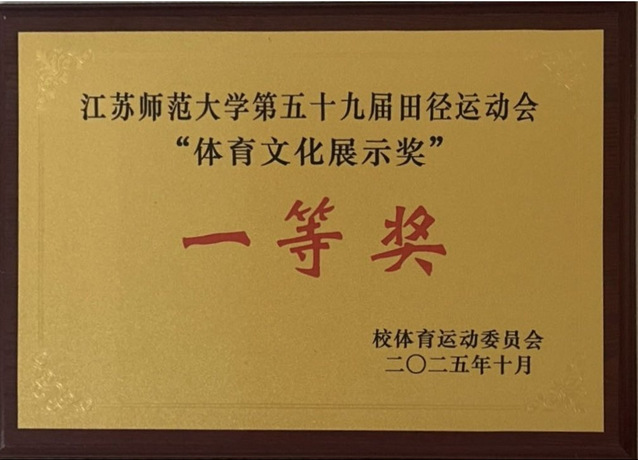 江苏师范大学第五十九届田径运动会
“体育文化展示奖”
一等奖
校体育运动委员会
二〇二五年十月